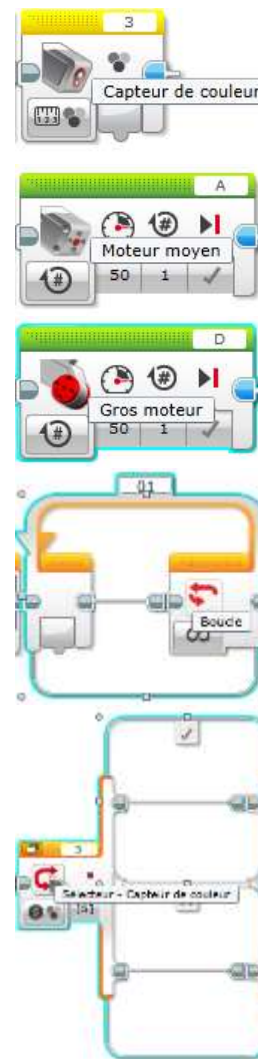 3
Capteur de couleur
A
Moteur moyen
50 1
D
Gros moteur
50 1
01
Boucle
3
Sélecteur - Capteur de couleur